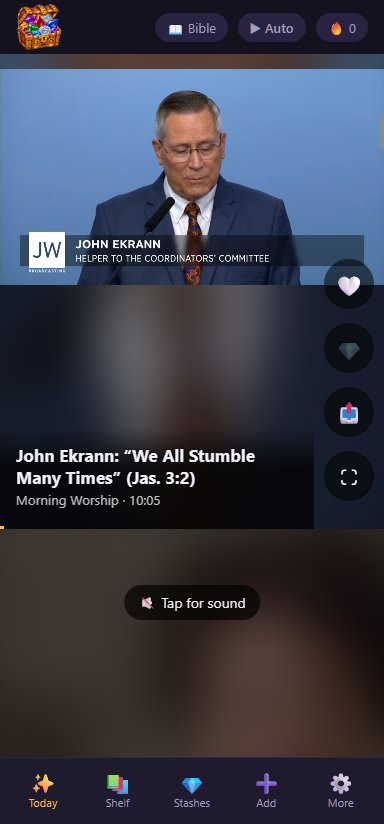 Bible
Auto
0
JW
BROADCASTING
JOHN EKRANN
HELPER TO THE COORDINATORS' COMMITTEE
John Ekrann: “We All Stumble
Many Times” (Jas. 3:2)
Morning Worship · 10:05
Tap for sound
Today
Shelf
Stashes
Add
More